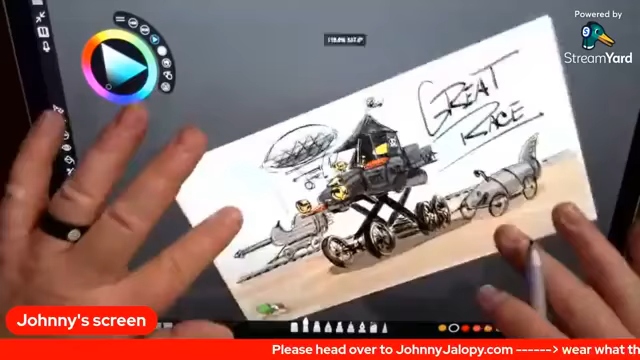 Powered by
StreamYard
GREAT
RACE
Johnny's screen
Please head over to JohnnyJalopy.com ------> wear what th